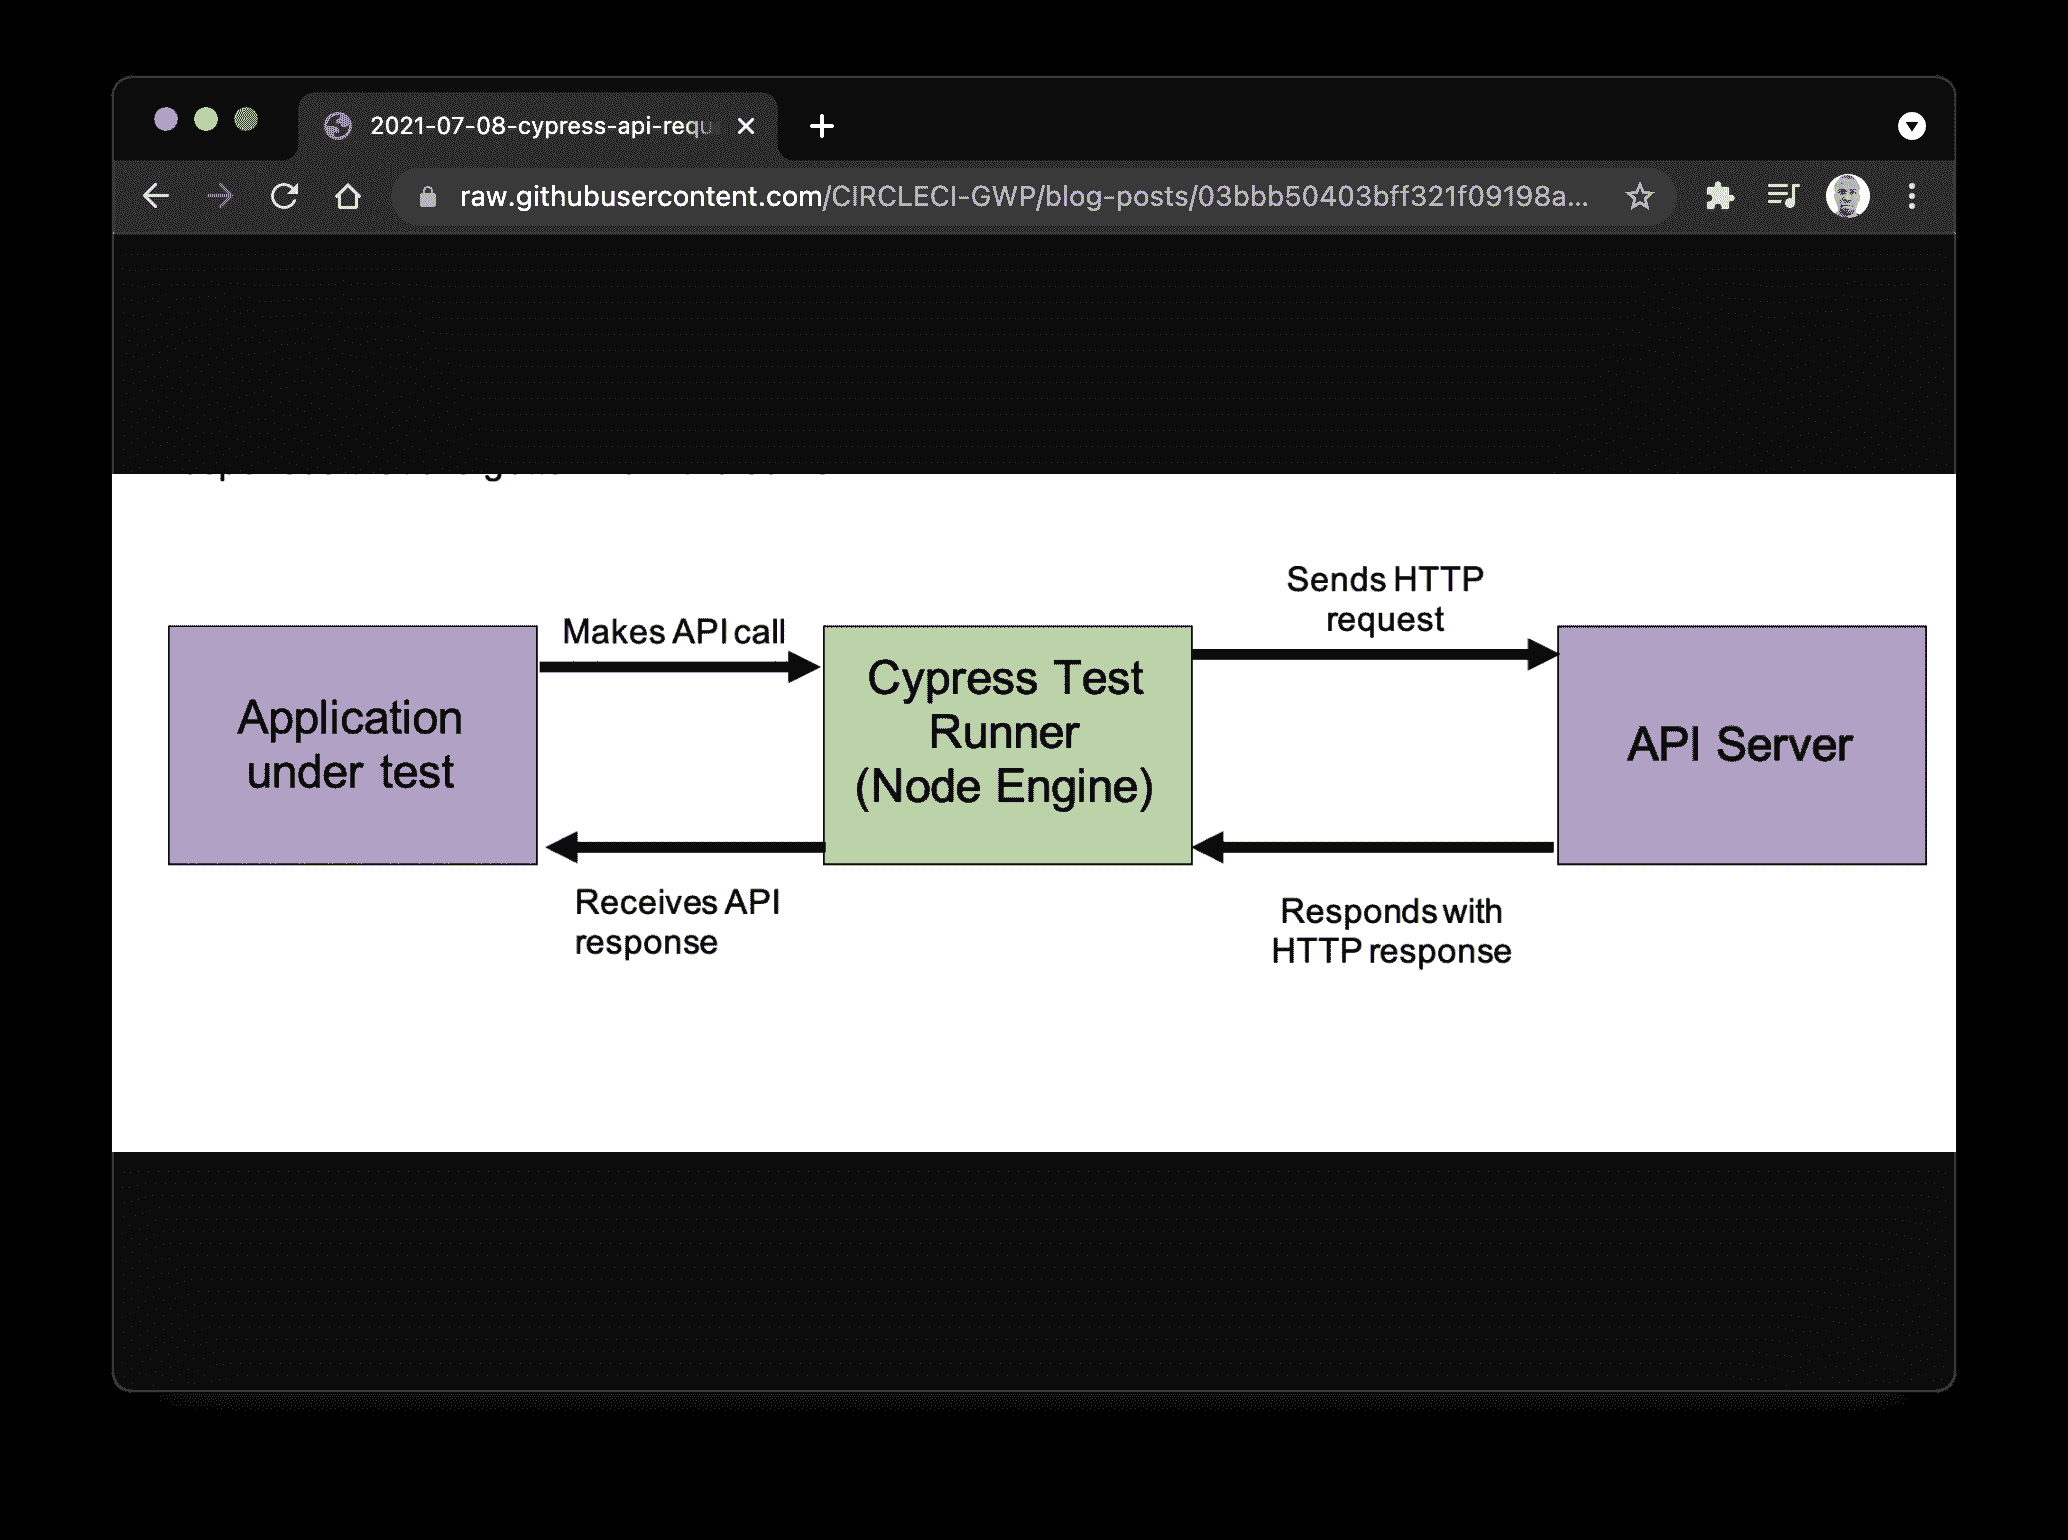 2021-07-08-cypress-api-requ
raw.githubusercontent.com/CIRCLECI-GWP/blog-posts/03bbb50403bff321f09198a...
Makes API call
Sends HTTP
request
Application
under test
Cypress Test
Runner
(Node Engine)
API Server
Receives API
response
Responds with
HTTP response